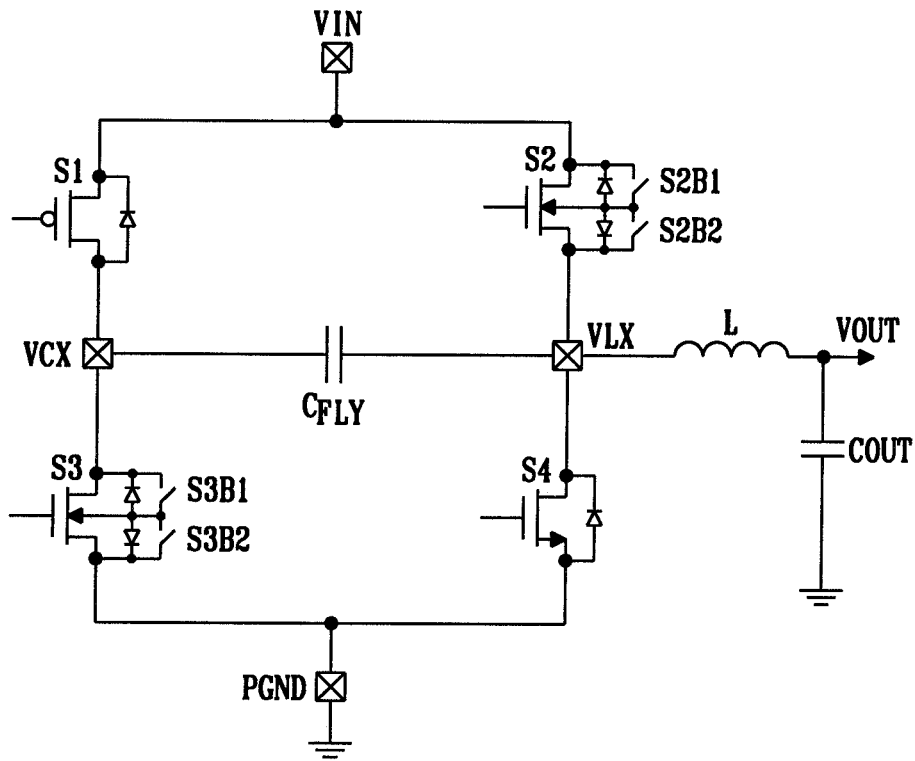 VIN
S1
S2
S2B1
S2B2
VCX
CFLY
VLX
L
VOUT
COUT
S3
S3B1
S3B2
S4
PGND